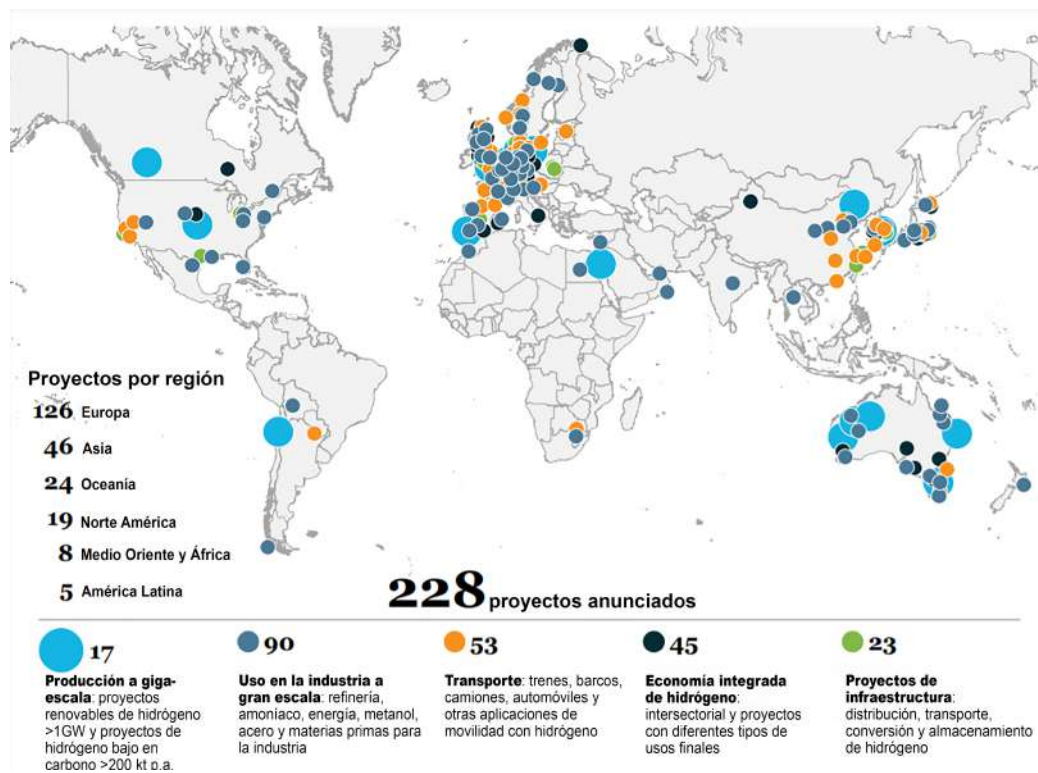 Proyectos por región
126 Europa
46 Asia
24 Oceanía
19 Norte América
8 Medio Oriente y África
5 América Latina
228 proyectos anunciados
17
Producción a giga-
escala: proyectos
renovables de hidrógeno
>1GW y proyectos de
hidrógeno bajo en
carbono >200 kt p.a.
90
Uso en la industria a
gran escala: refinería,
amoníaco, energía, metanol,
acero y materias primas para
la industria
53
Transporte: trenes, barcos,
camiones, automóviles y
otras aplicaciones de
movilidad con hidrógeno
45
Economía integrada
de hidrógeno:
intersectorial y proyectos
con diferentes tipos de
usos finales
23
Proyectos de
infraestructura:
distribución, transporte,
conversión y almacenamiento
de hidrógeno